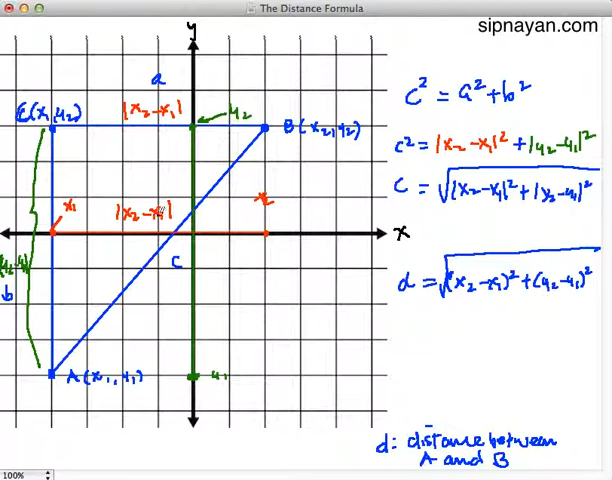 The Distance Formula
sipnayan.com
y
a
C(x₁,y₂)
|x₂-x₁|
y₂
B(x₂,y₂)
x₁
|x₂-x₁|
x₂
x
c
b
A(x₁,y₁)
y₁
c² = a²+b²
c² = |x₂-x₁|² + |y₂-y₁|²
c = √|x₂-x₁|² + |y₂-y₁|²
d = √(x₂-x₁)² + (y₂-y₁)²
d: distance between
A and B
100%